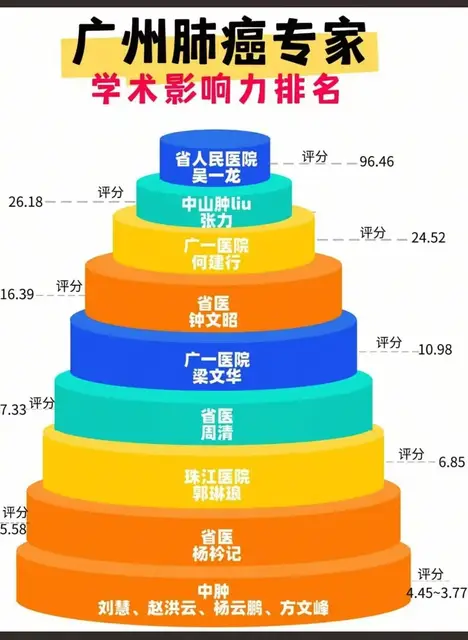 广州肺癌专家
学术影响力排名
省人民医院
吴一龙
评分
96.46
中山肿liu
张力
评分
26.18
广一医院
何建行
评分
24.52
省医
钟文昭
评分
16.39
广一医院
梁文华
评分
10.98
省医
周清
评分
7.33
珠江医院
郭琳琅
评分
6.85
省医
杨衿记
评分
5.58
中肿
刘慧、赵洪云、杨云鹏、方文峰
评分
4.45~3.77